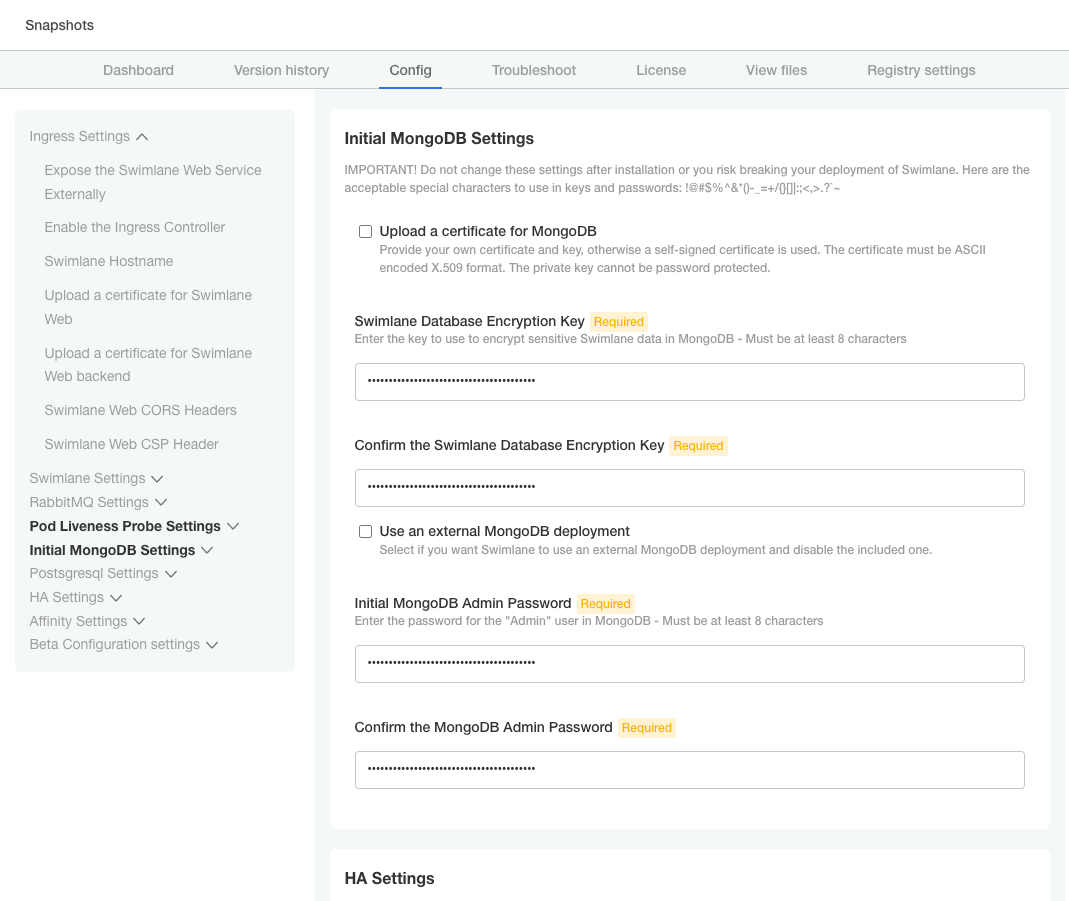 Snapshots
Dashboard
Version history
Config
Troubleshoot
License
View files
Registry settings
Ingress Settings
Expose the Swimlane Web Service
Externally
Enable the Ingress Controller
Swimlane Hostname
Upload a certificate for Swimlane
Web
Upload a certificate for Swimlane
Web backend
Swimlane Web CORS Headers
Swimlane Web CSP Header
Swimlane Settings
RabbitMQ Settings
Pod Liveness Probe Settings
Initial MongoDB Settings
Postsgresql Settings
HA Settings
Affinity Settings
Beta Configuration settings
Initial MongoDB Settings
IMPORTANT! Do not change these settings after installation or you risk breaking your deployment of Swimlane. Here are the
acceptable special characters to use in keys and passwords: !@#$%^&*()-_=+/{}[]|:;<,>.?`~
Upload a certificate for MongoDB
Provide your own certificate and key, otherwise a self-signed certificate is used. The certificate must be ASCII
encoded X.509 format. The private key cannot be password protected.
Swimlane Database Encryption Key Required
Enter the key to use to encrypt sensitive Swimlane data in MongoDB - Must be at least 8 characters
Confirm the Swimlane Database Encryption Key Required
Use an external MongoDB deployment
Select if you want Swimlane to use an external MongoDB deployment and disable the included one.
Initial MongoDB Admin Password Required
Enter the password for the "Admin" user in MongoDB - Must be at least 8 characters
Confirm the MongoDB Admin Password Required
HA Settings